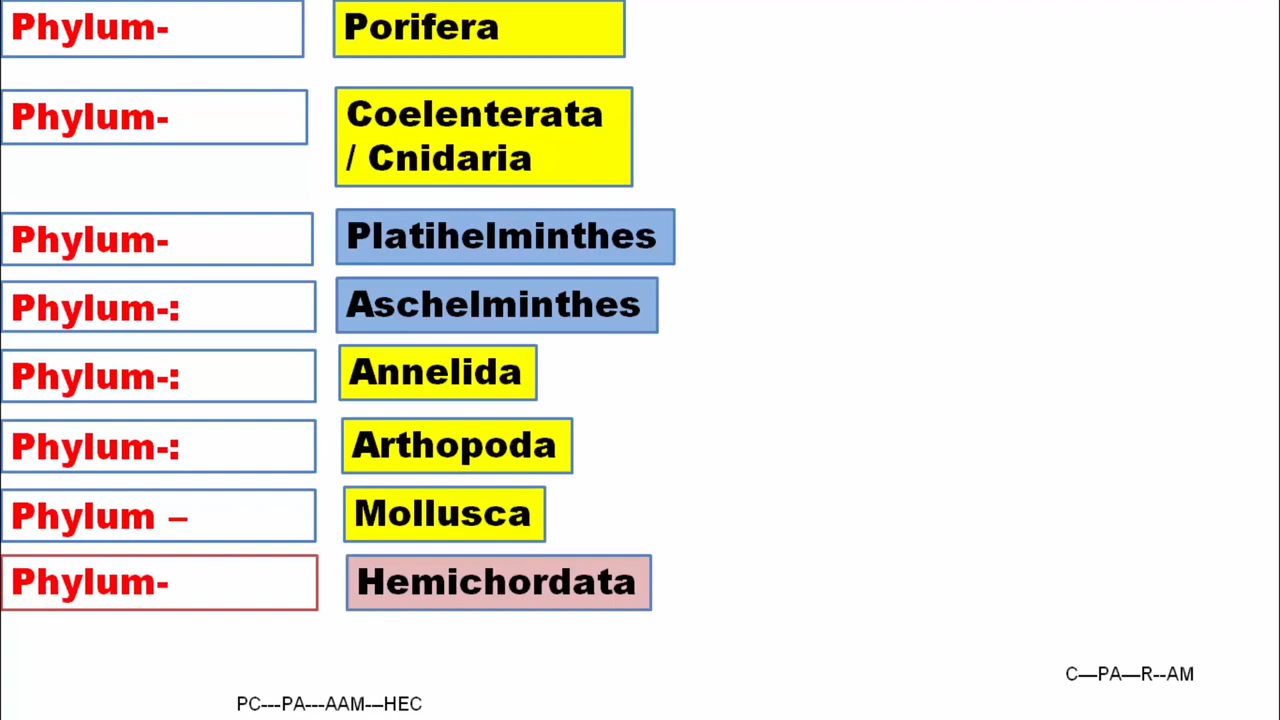 Phylum- Porifera
Phylum- Coelenterata
/ Cnidaria
Phylum- Platihelminthes
Phylum-: Aschelminthes
Phylum-: Annelida
Phylum-: Arthopoda
Phylum – Mollusca
Phylum- Hemichordata
C—PA—R--AM
PC---PA---AAM---HEC